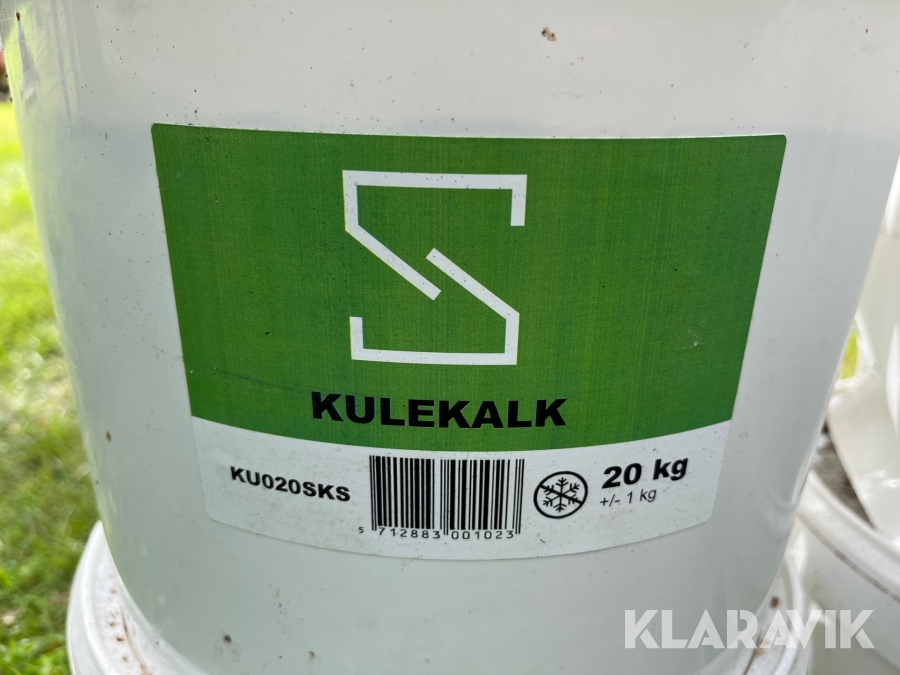 KULEKALK
KU020SKS
5 712883 001023
20 kg
+/- 1 kg
KLARAVIK